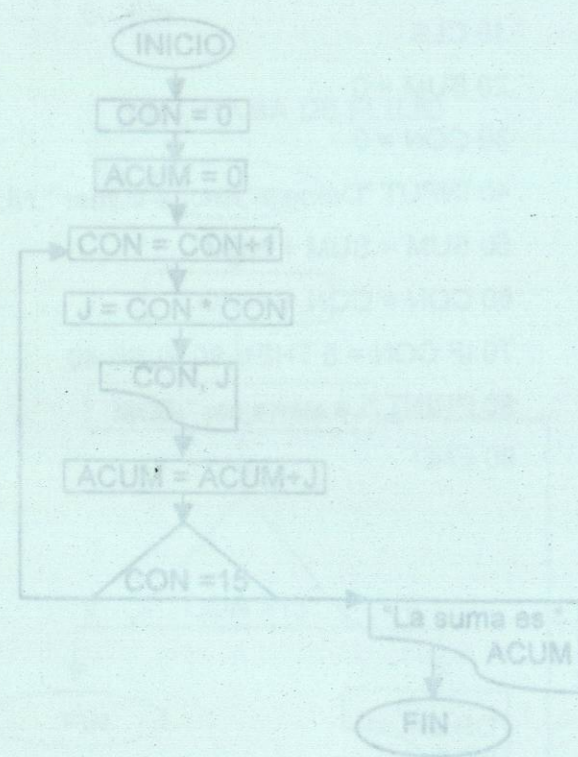 INICIO
CON = 0
ACUM = 0
CON = CON+1
J = CON * CON
CON, J
ACUM = ACUM+J
CON =15
"La suma es "
ACUM
FIN